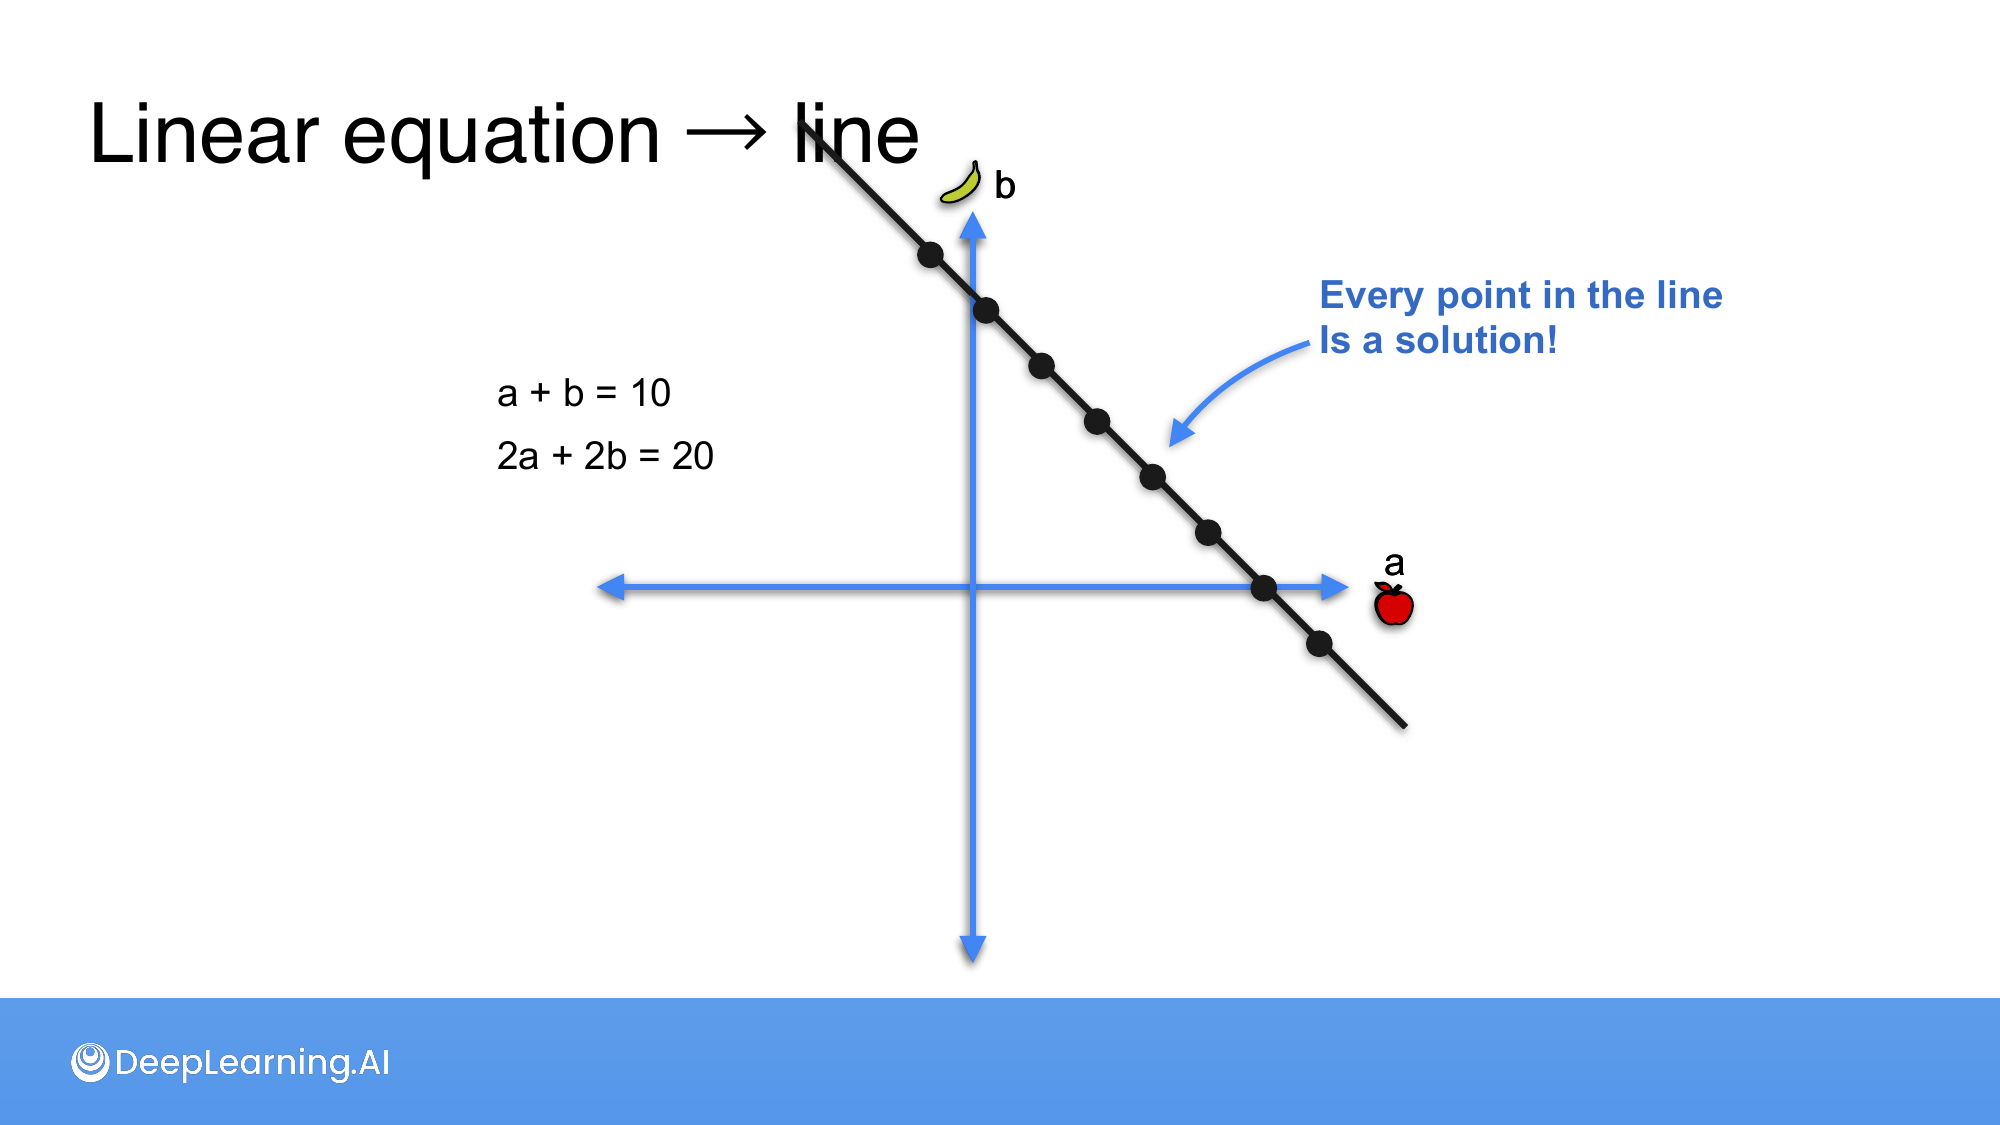 Linear equation → line
b
Every point in the line
Is a solution!
a + b = 10
2a + 2b = 20
a
DeepLearning.AI